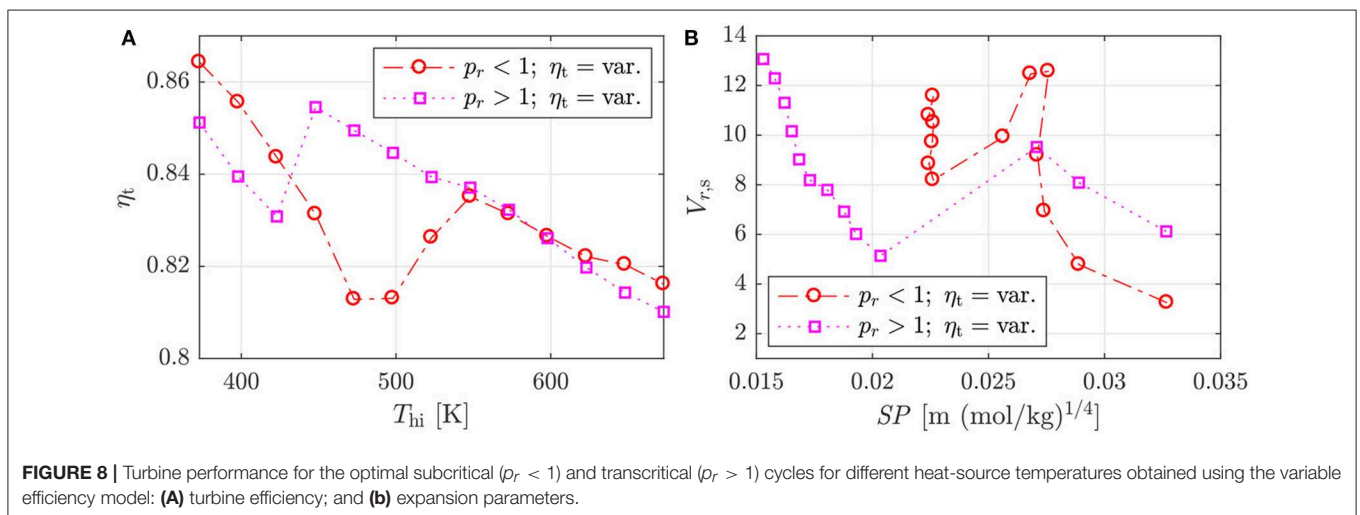 A
0.86
0.84
0.82
0.8
η_t
400
500
600
T_hi [K]
p_r < 1; η_t = var.
p_r > 1; η_t = var.
B
14
12
10
8
6
4
2
V_{r,s}
0.015
0.02
0.025
0.03
0.035
SP [m (mol/kg)^{1/4}]
p_r < 1; η_t = var.
p_r > 1; η_t = var.
FIGURE 8 | Turbine performance for the optimal subcritical (p_r < 1) and transcritical (p_r > 1) cycles for different heat-source temperatures obtained using the variable
efficiency model: (A) turbine efficiency; and (b) expansion parameters.